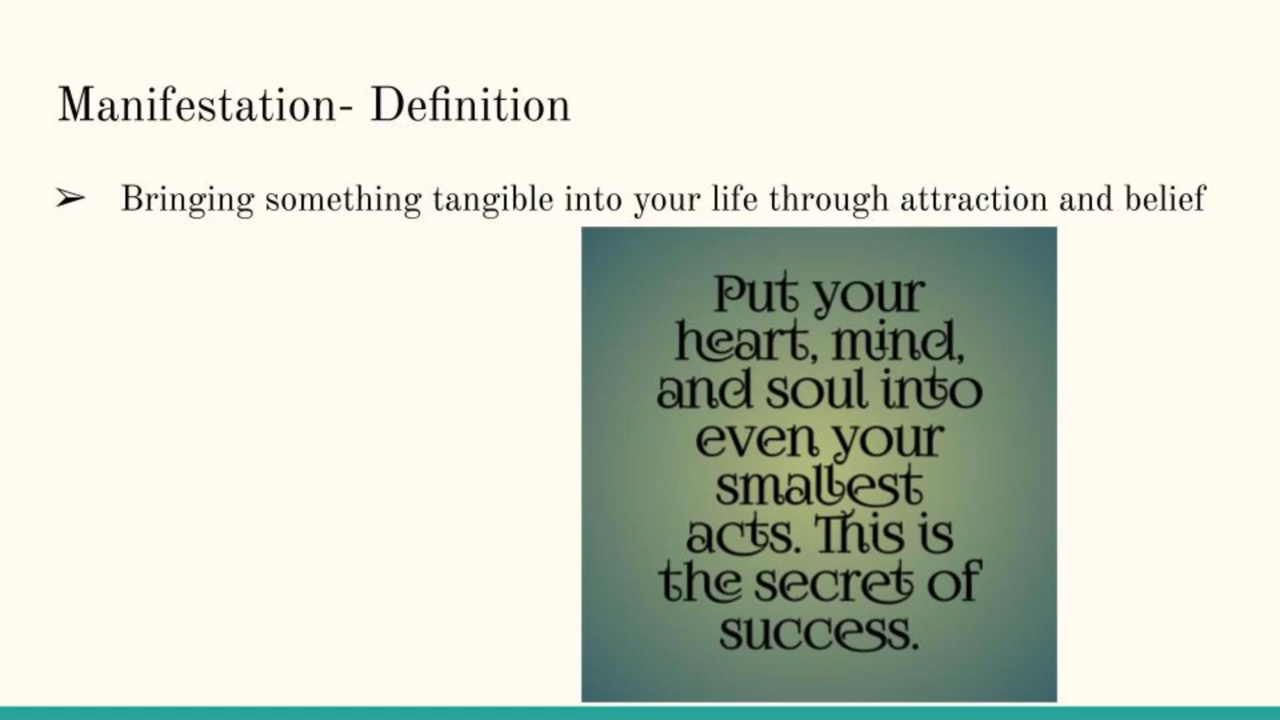 Manifestation- Definition
➢ Bringing something tangible into your life through attraction and belief
Put your
heart, mind,
and soul into
even your
smallest
acts. This is
the secret of
success.